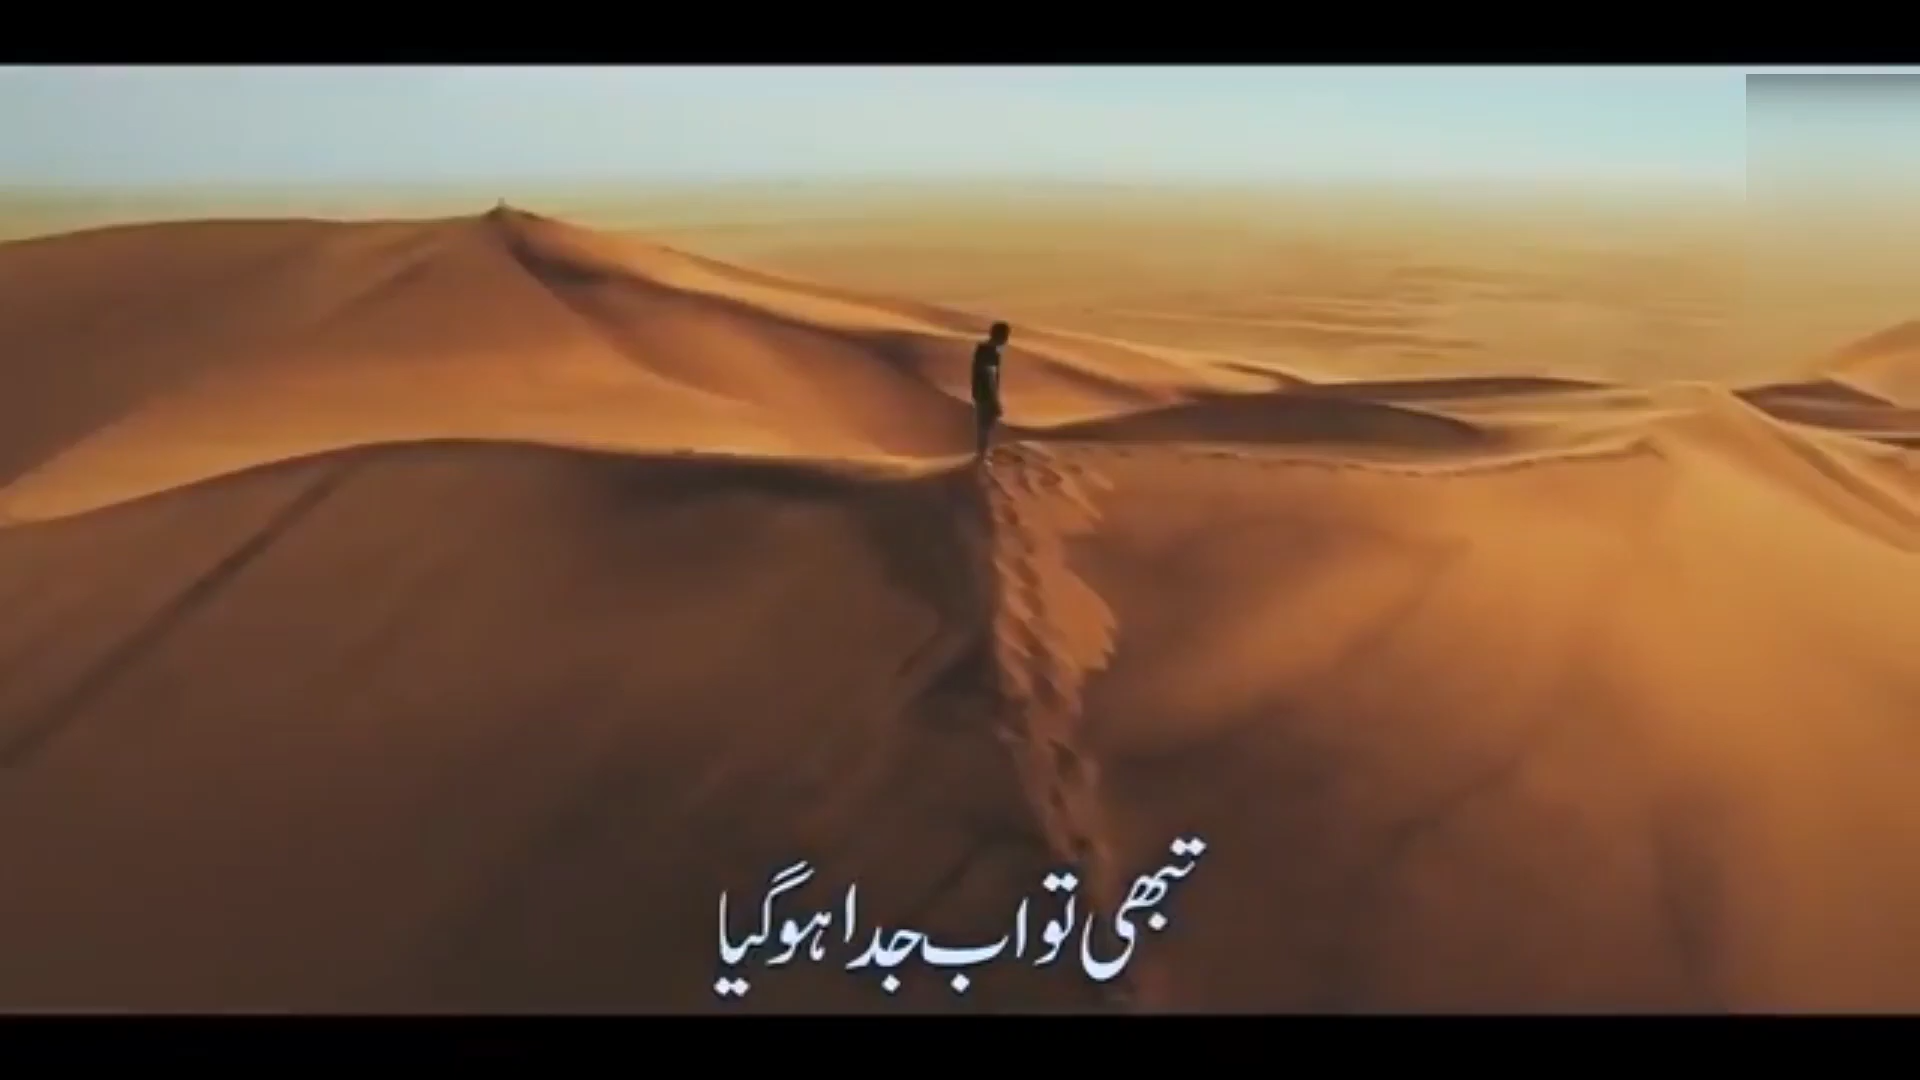 تبھی تو اب جدا ہو گیا